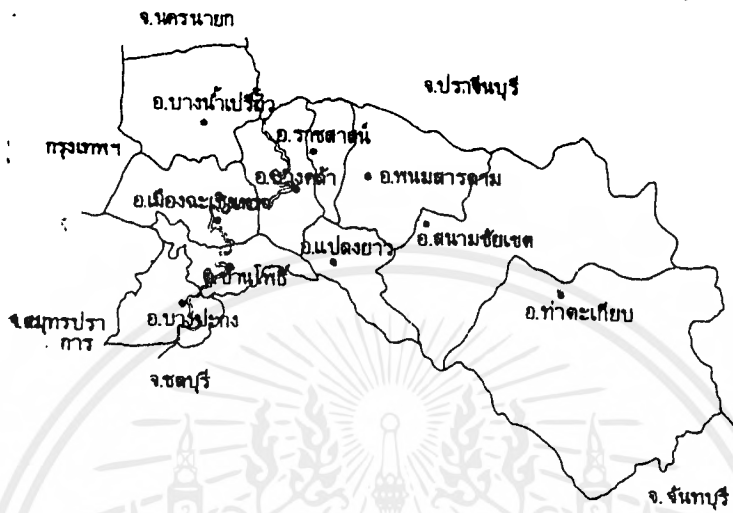 จ.นครนายก
จ.ปราจีนบุรี
อ.บางน้ำเปรี้ยว
อ.ราชสาสน์
กรุงเทพฯ
อ.บางคล้า
อ.พนมสารคาม
อ.เมืองฉะเชิงเทรา
อ.สนามชัยเขต
อ.แปลงยาว
อ.บ้านโพธิ์
อ.ท่าตะเกียบ
จ.สมุทรปรา
การ
อ.บางปะกง
จ.ชลบุรี
จ.จันทบุรี